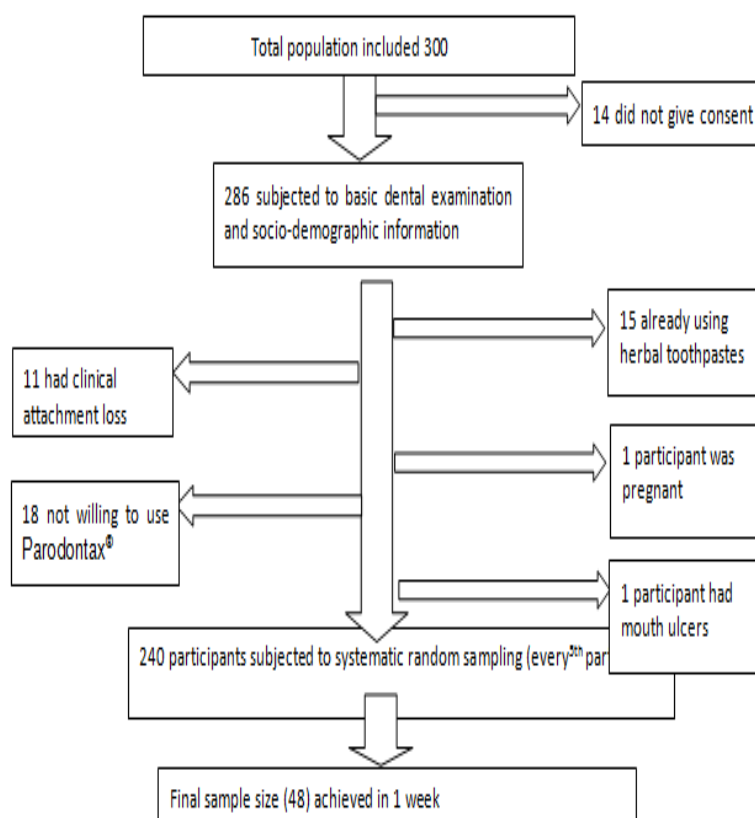 Total population included 300
14 did not give consent
286 subjected to basic dental examination
and socio-demographic information
15 already using
herbal toothpastes
11 had clinical
attachment loss
1 participant was
pregnant
18 not willing to use
Parodontax®
1 participant had
mouth ulcers
240 participants subjected to systematic random sampling (every 5th
Final sample size (48) achieved in 1 week